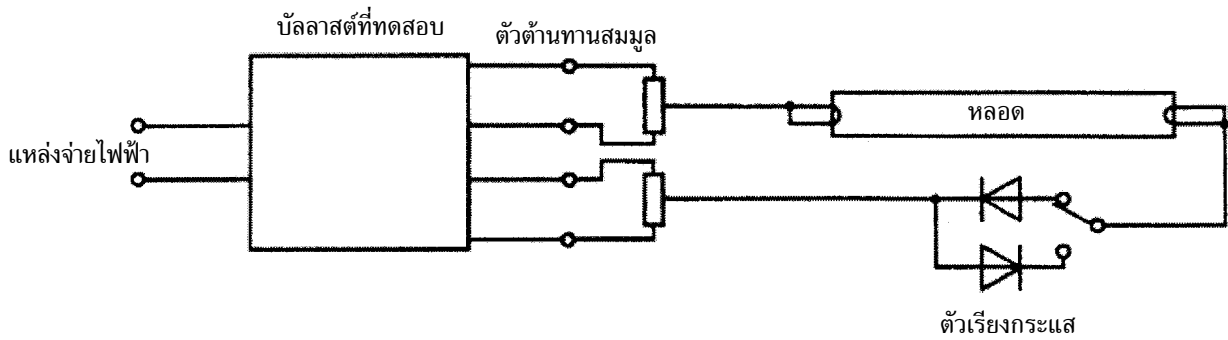 บัลลาสต์ที่ทดสอบ
ตัวต้านทานสมมูล
หลอด
แหล่งจ่ายไฟฟ้า
ตัวเรียงกระแส